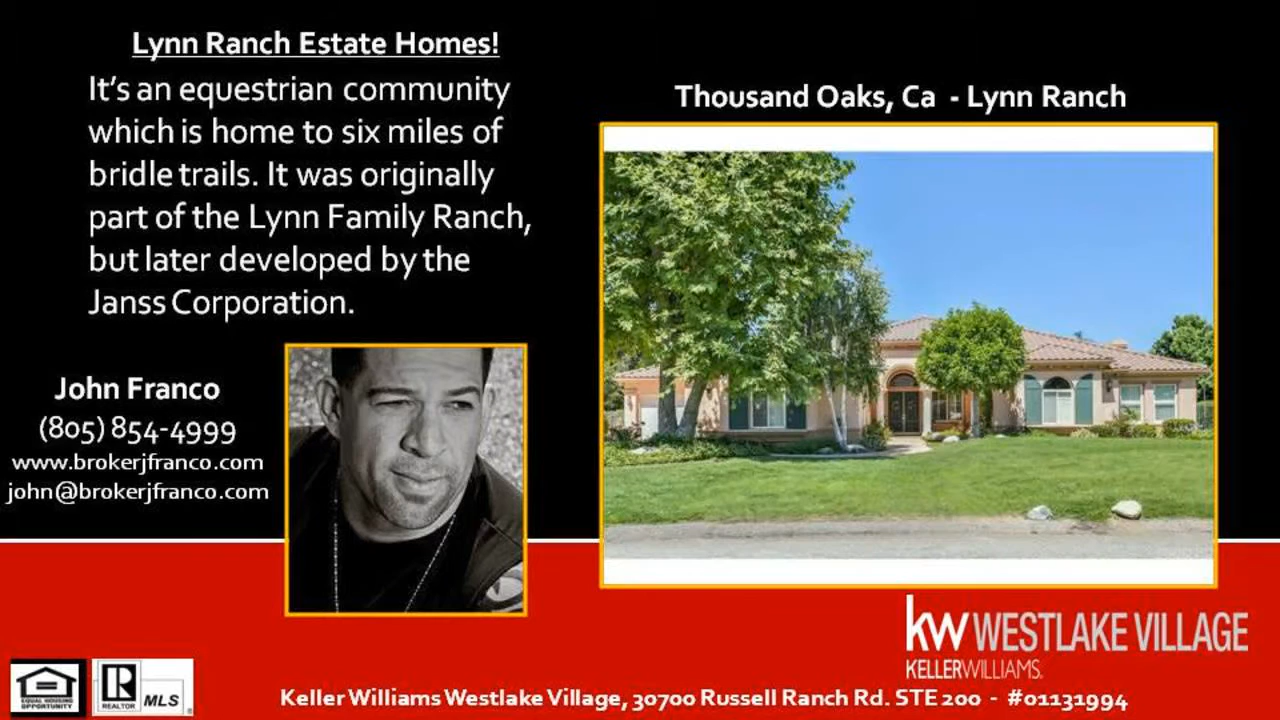 Lynn Ranch Estate Homes!
It's an equestrian community
which is home to six miles of
bridle trails. It was originally
part of the Lynn Family Ranch,
but later developed by the
Janss Corporation.
Thousand Oaks, Ca - Lynn Ranch
John Franco
(805) 854-4999
www.brokerjfranco.com
john@brokerjfranco.com
kw WESTLAKE VILLAGE
KELLERWILLIAMS.
EQUAL HOUSING
OPPORTUNITY
R
REALTOR
MLS
®
Keller Williams Westlake Village, 30700 Russell Ranch Rd. STE 200 - #01131994